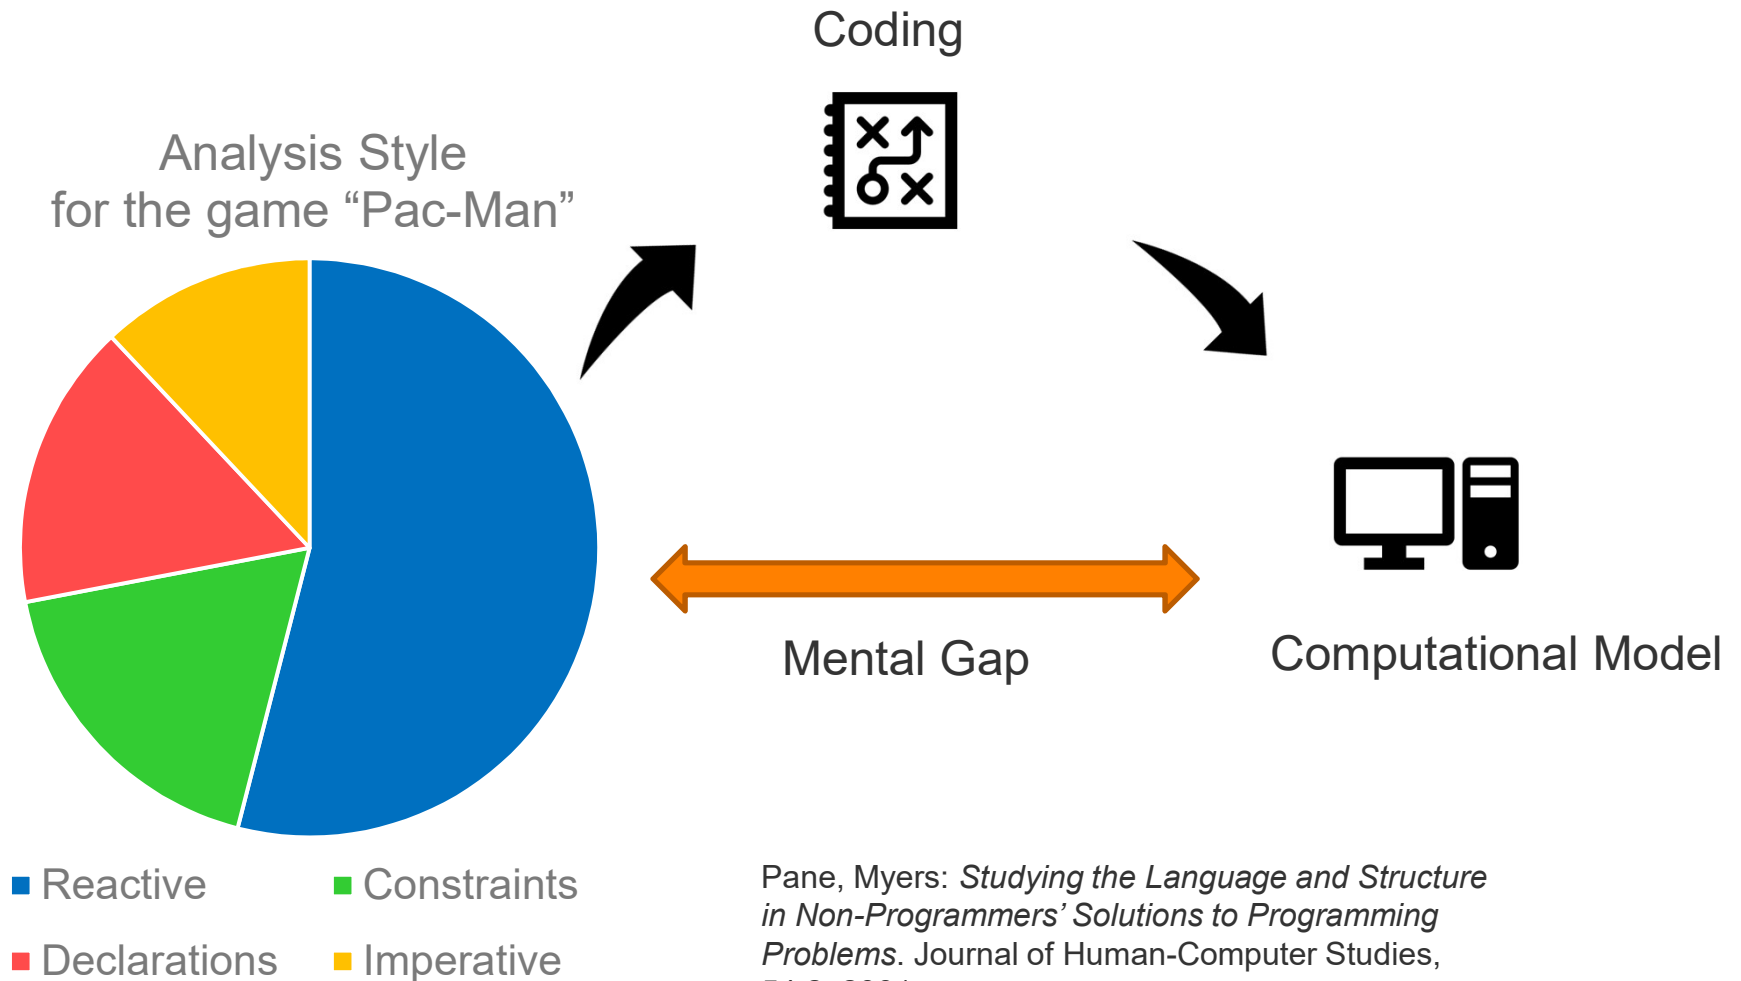 Coding
Analysis Style
for the game “Pac-Man”
Mental Gap
Computational Model
Reactive
Constraints
Declarations
Imperative
Pane, Myers: Studying the Language and Structure
in Non-Programmers’ Solutions to Programming
Problems. Journal of Human-Computer Studies,